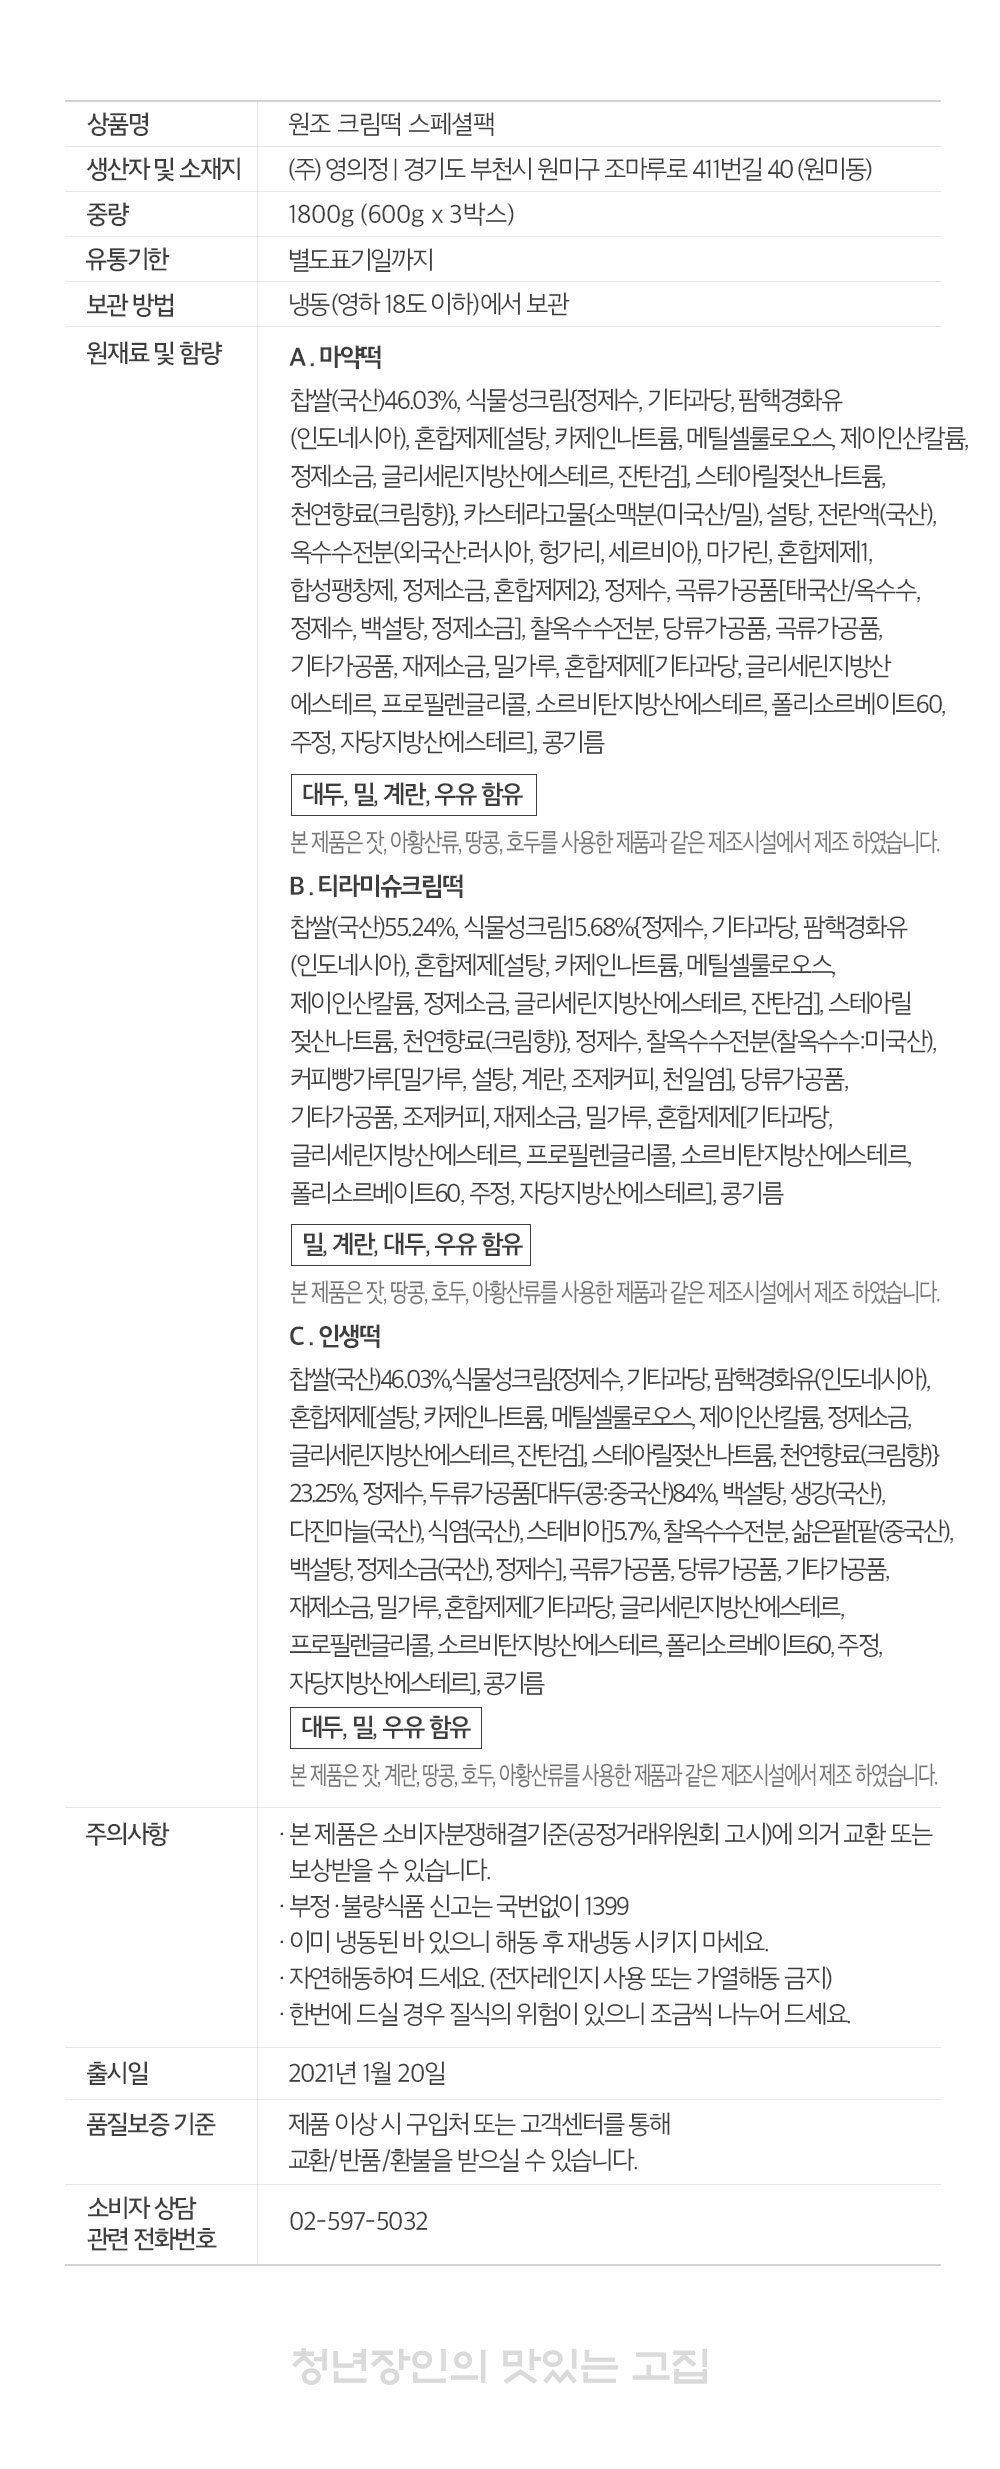 상품명
원조 크림떡 스페셜팩
생산자 및 소재지
(주) 영의정 | 경기도 부천시 원미구 조마루로 411번길 40 (원미동)
중량
1800g (600g x 3박스)
유통기한
별도표기일까지
보관 방법
냉동(영하 18도 이하)에서 보관
원재료 및 함량
A . 마약떡
찹쌀(국산)46.03%, 식물성크림{정제수, 기타과당, 팜핵경화유
(인도네시아), 혼합제제[설탕, 카제인나트륨, 메틸셀룰로오스, 제이인산칼륨,
정제소금, 글리세린지방산에스테르, 잔탄검], 스테아릴젖산나트륨,
천연향료(크림향)}, 카스테라고물{소맥분(미국산/밀), 설탕, 전란액(국산),
옥수수전분(외국산:러시아, 헝가리, 세르비아), 마가린, 혼합제제1,
합성팽창제, 정제소금, 혼합제제2}, 정제수, 곡류가공품[태국산/옥수수,
정제수, 백설탕, 정제소금], 찰옥수수전분, 당류가공품, 곡류가공품,
기타가공품, 재제소금, 밀가루, 혼합제제[기타과당, 글리세린지방산
에스테르, 프로필렌글리콜, 소르비탄지방산에스테르, 폴리소르베이트60,
주정, 자당지방산에스테르], 콩기름
대두, 밀, 계란, 우유 함유
본 제품은 잣, 아황산류, 땅콩, 호두를 사용한 제품과 같은 제조시설에서 제조 하였습니다.
B . 티라미슈크림떡
찹쌀(국산)55.24%, 식물성크림15.68%{정제수, 기타과당, 팜핵경화유
(인도네시아), 혼합제제[설탕, 카제인나트륨, 메틸셀룰로오스,
제이인산칼륨, 정제소금, 글리세린지방산에스테르, 잔탄검], 스테아릴
젖산나트륨, 천연향료(크림향)}, 정제수, 찰옥수수전분(찰옥수수:미국산),
커피빵가루[밀가루, 설탕, 계란, 조제커피, 천일염], 당류가공품,
기타가공품, 조제커피, 재제소금, 밀가루, 혼합제제[기타과당,
글리세린지방산에스테르, 프로필렌글리콜, 소르비탄지방산에스테르,
폴리소르베이트60, 주정, 자당지방산에스테르], 콩기름
밀, 계란, 대두, 우유 함유
본 제품은 잣, 땅콩, 호두, 아황산류를 사용한 제품과 같은 제조시설에서 제조 하였습니다.
C . 인생떡
찹쌀(국산)46.03%,식물성크림{정제수, 기타과당, 팜핵경화유(인도네시아),
혼합제제[설탕, 카제인나트륨, 메틸셀룰로오스, 제이인산칼륨, 정제소금,
글리세린지방산에스테르, 잔탄검], 스테아릴젖산나트륨, 천연향료(크림향)}
23.25%, 정제수, 두류가공품[대두(콩:중국산)84%, 백설탕, 생강(국산),
다진마늘(국산), 식염(국산), 스테비아]5.7%, 찰옥수수전분, 삶은팥[팥(중국산),
백설탕, 정제소금(국산), 정제수], 곡류가공품, 당류가공품, 기타가공품,
재제소금, 밀가루, 혼합제제[기타과당, 글리세린지방산에스테르,
프로필렌글리콜, 소르비탄지방산에스테르, 폴리소르베이트60, 주정,
자당지방산에스테르], 콩기름
대두, 밀, 우유 함유
본 제품은 잣, 계란, 땅콩, 호두, 아황산류를 사용한 제품과 같은 제조시설에서 제조 하였습니다.
주의사항
· 본 제품은 소비자분쟁해결기준(공정거래위원회 고시)에 의거 교환 또는
보상받을 수 있습니다.
· 부정·불량식품 신고는 국번없이 1399
· 이미 냉동된 바 있으니 해동 후 재냉동 시키지 마세요.
· 자연해동하여 드세요. (전자레인지 사용 또는 가열해동 금지)
· 한번에 드실 경우 질식의 위험이 있으니 조금씩 나누어 드세요.
출시일
2021년 1월 20일
품질보증 기준
제품 이상 시 구입처 또는 고객센터를 통해
교환/반품/환불을 받으실 수 있습니다.
소비자 상담
관련 전화번호
02-597-5032
청년장인의 맛있는 고집